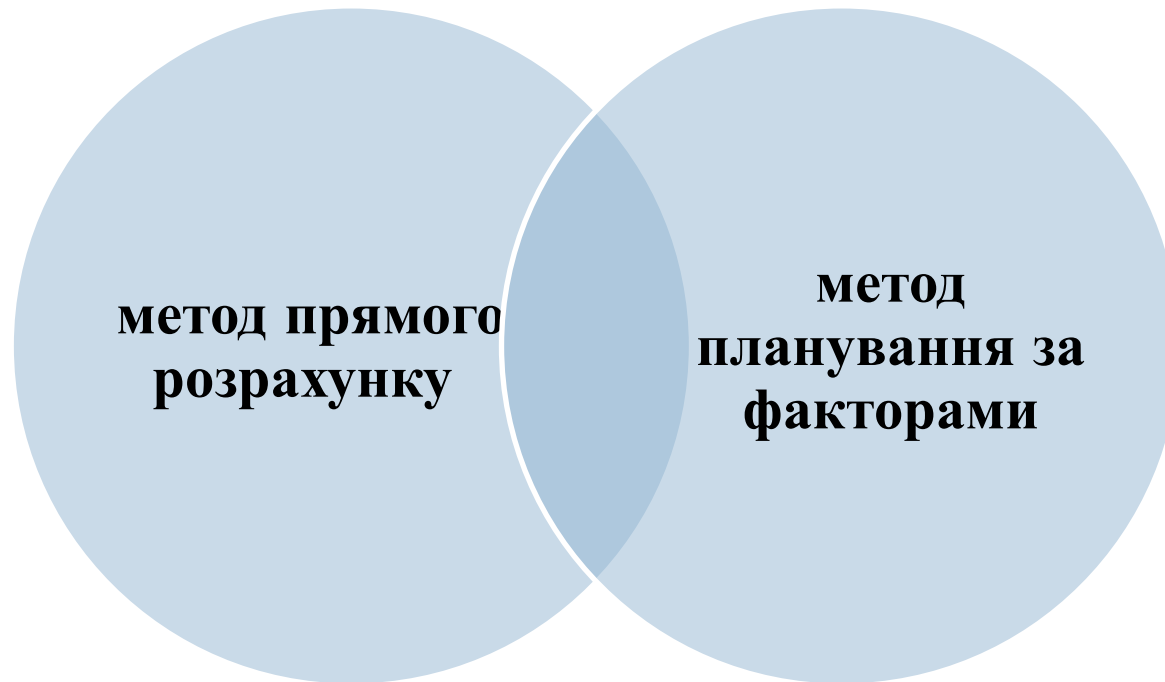 метод прямого
розрахунку
метод
планування за
факторами